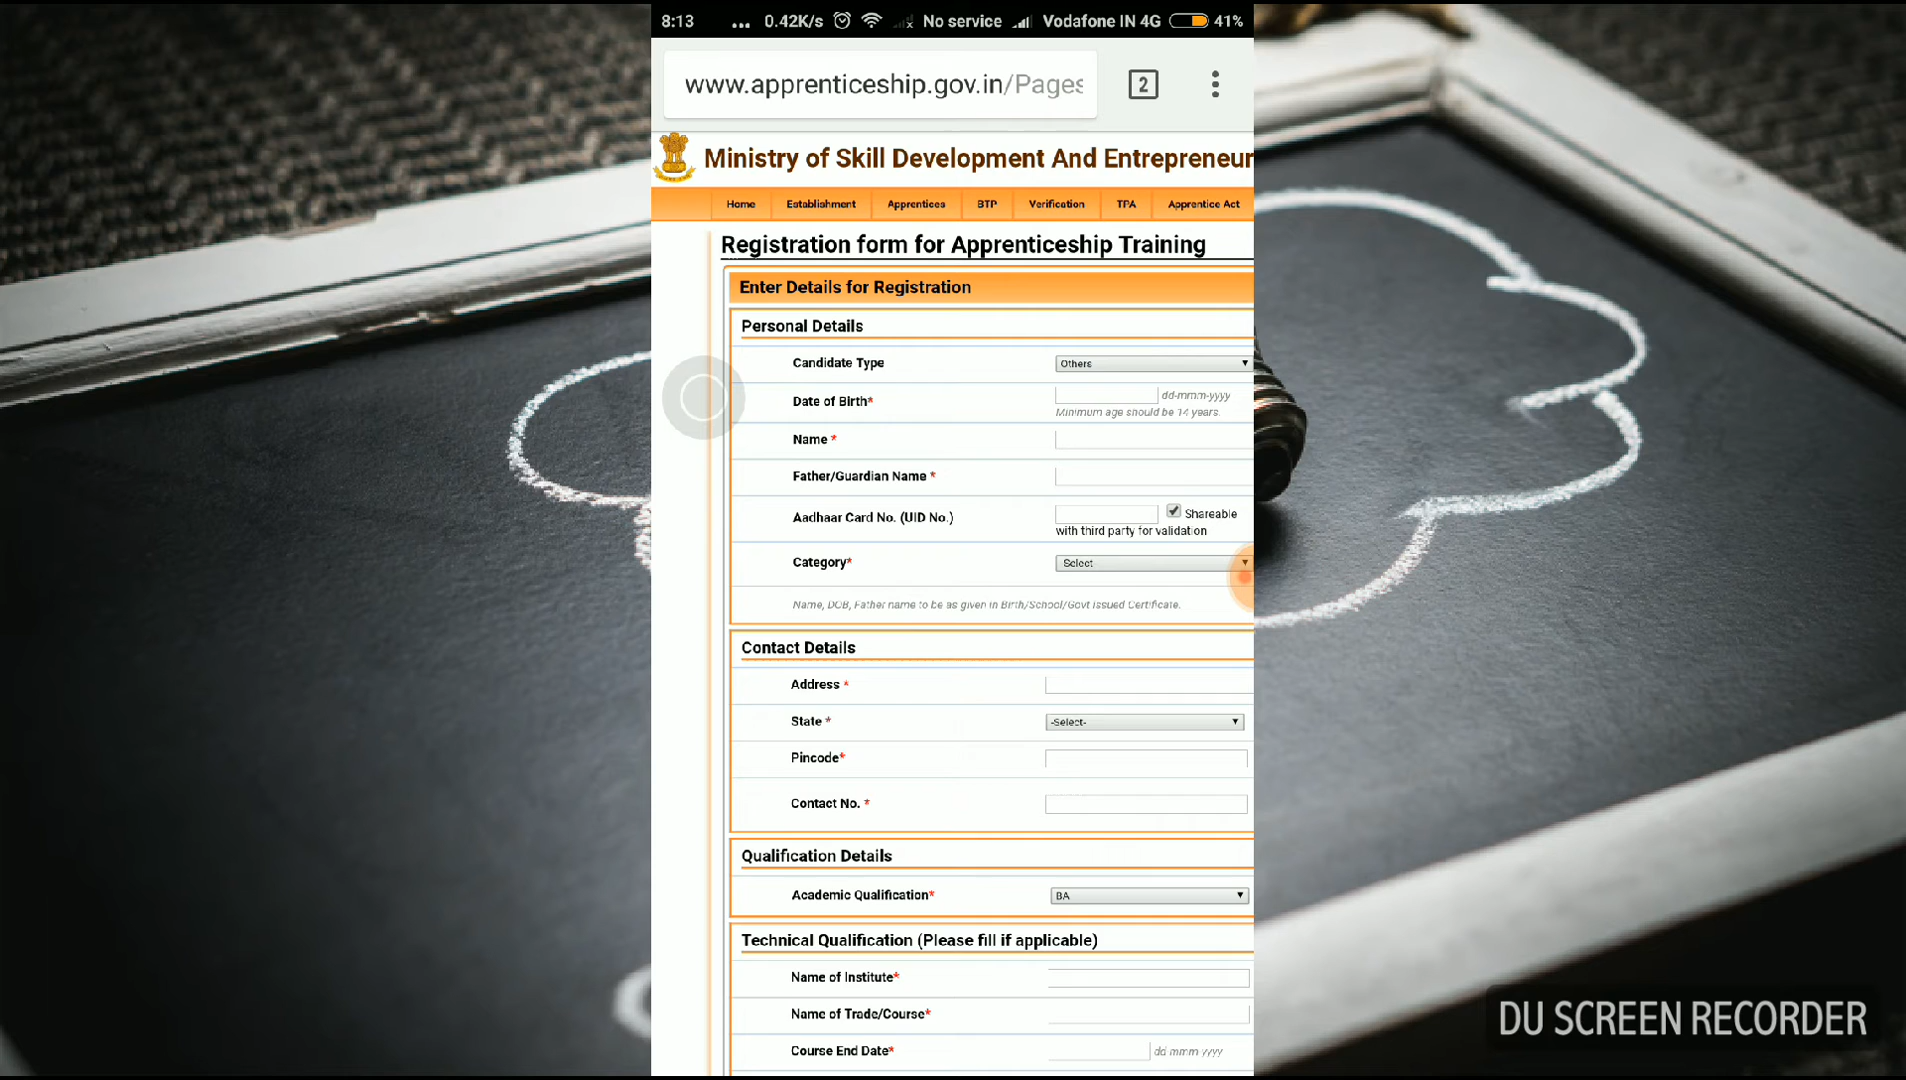 8:13 ... 0.42K/s No service Vodafone IN 4G 41%
www.apprenticeship.gov.in/Pages 2
Ministry of Skill Development And Entrepreneur
Home Establishment Apprentices BTP Verification TPA Apprentice Act
Registration form for Apprenticeship Training
Enter Details for Registration
Personal Details
Candidate Type Others
Date of Birth* dd-mmm-yyyy
Minimum age should be 14 years.
Name *
Father/Guardian Name *
Aadhaar Card No. (UID No.) Shareable
with third party for validation
Category* Select
Name, DOB, Father name to be as given in Birth/School/Govt Issued Certificate.
Contact Details
Address *
State * -Select-
Pincode*
Contact No. *
Qualification Details
Academic Qualification* BA
Technical Qualification (Please fill if applicable)
Name of Institute*
Name of Trade/Course*
Course End Date* dd mmm yyyy
DU SCREEN RECORDER